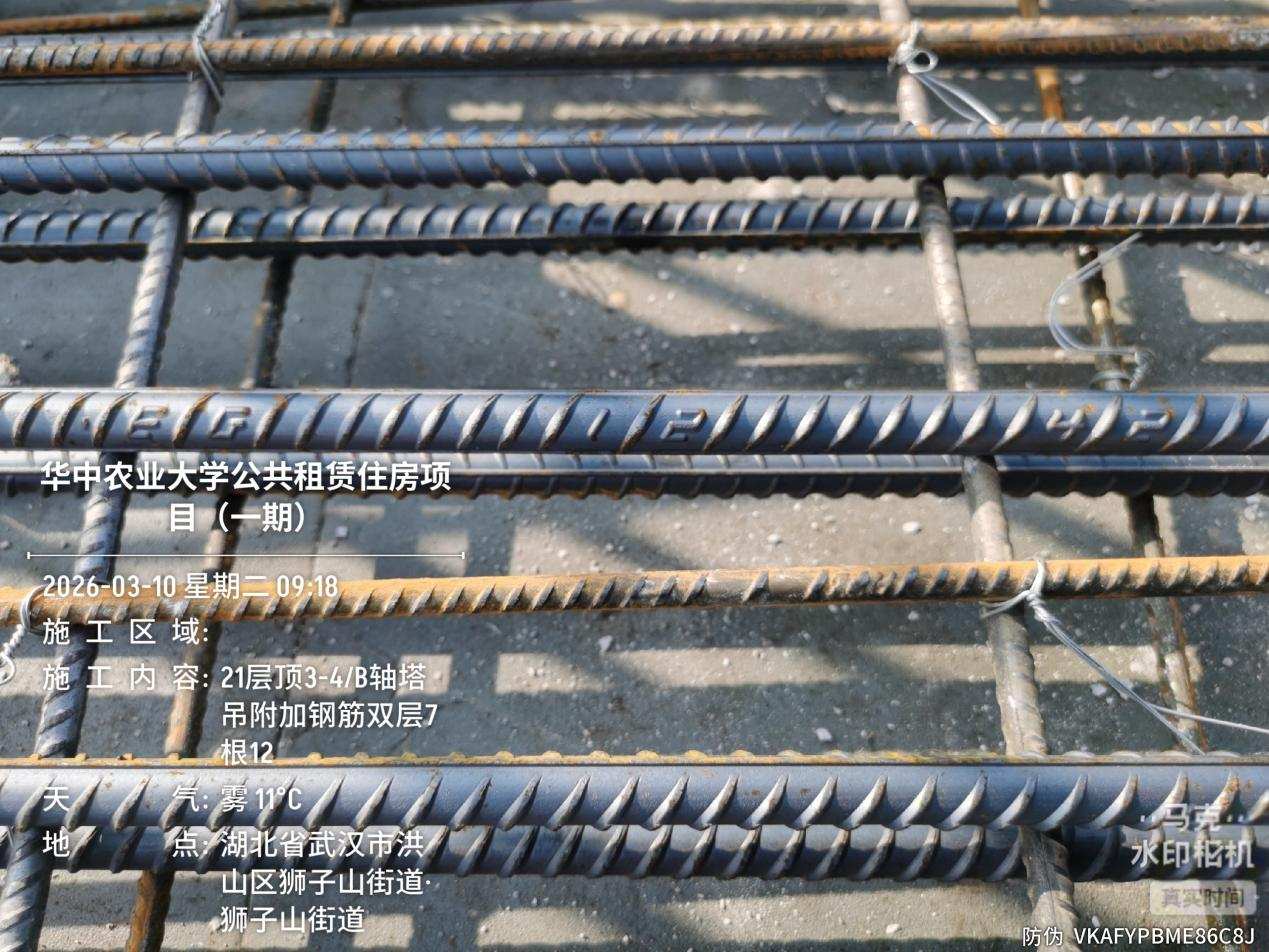 EG 12 42
华中农业大学公共租赁住房项
目（一期）
2026-03-10 星期二 09:18
施工区域:
施工内容: 21层顶3-4/B轴塔
吊附加钢筋双层7
根12
天气: 雾 11°C
地点: 湖北省武汉市洪
山区狮子山街道·
狮子山街道
马克
水印相机
真实时间
防伪 VKAFYPBME86C8J